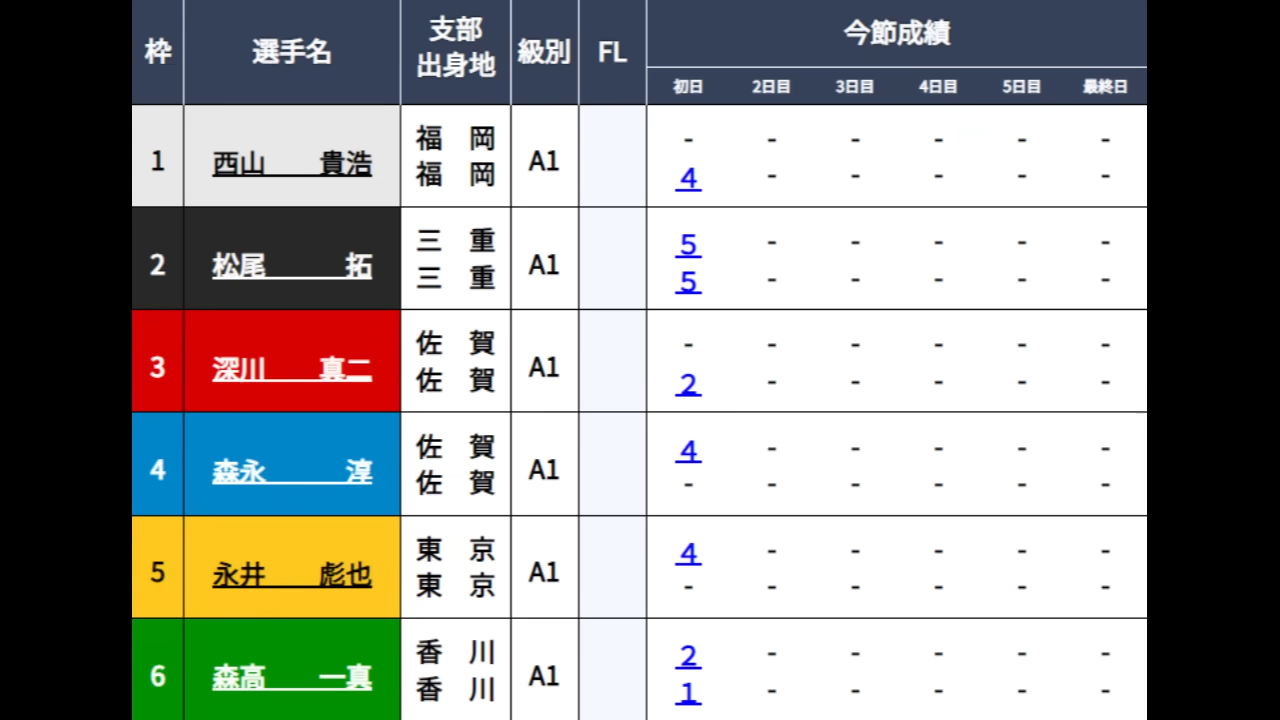 枠 選手名 支部 出身地 級別 FL 今節成績
初日 2日目 3日目 4日目 5日目 最終日
1 西山 貴浩 福 岡 福 岡 A1
- - - - - -
4 - - - - -
2 松尾 拓 三 重 三 重 A1
5 - - - - -
5 - - - - -
3 深川 真二 佐 賀 佐 賀 A1
- - - - - -
2 - - - - -
4 森永 淳 佐 賀 佐 賀 A1
4 - - - - -
- - - - - -
5 永井 彪也 東 京 東 京 A1
4 - - - - -
- - - - - -
6 森高 一真 香 川 香 川 A1
2 - - - - -
1 - - - - -